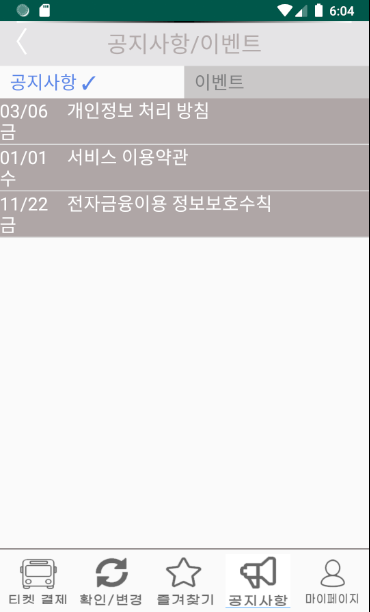 6:04
공지사항/이벤트
공지사항 ✓
이벤트
03/06 개인정보 처리 방침
금
01/01 서비스 이용약관
수
11/22 전자금융이용 정보보호수칙
금
티켓 결제 확인/변경 즐겨찾기 공지사항 마이페이지